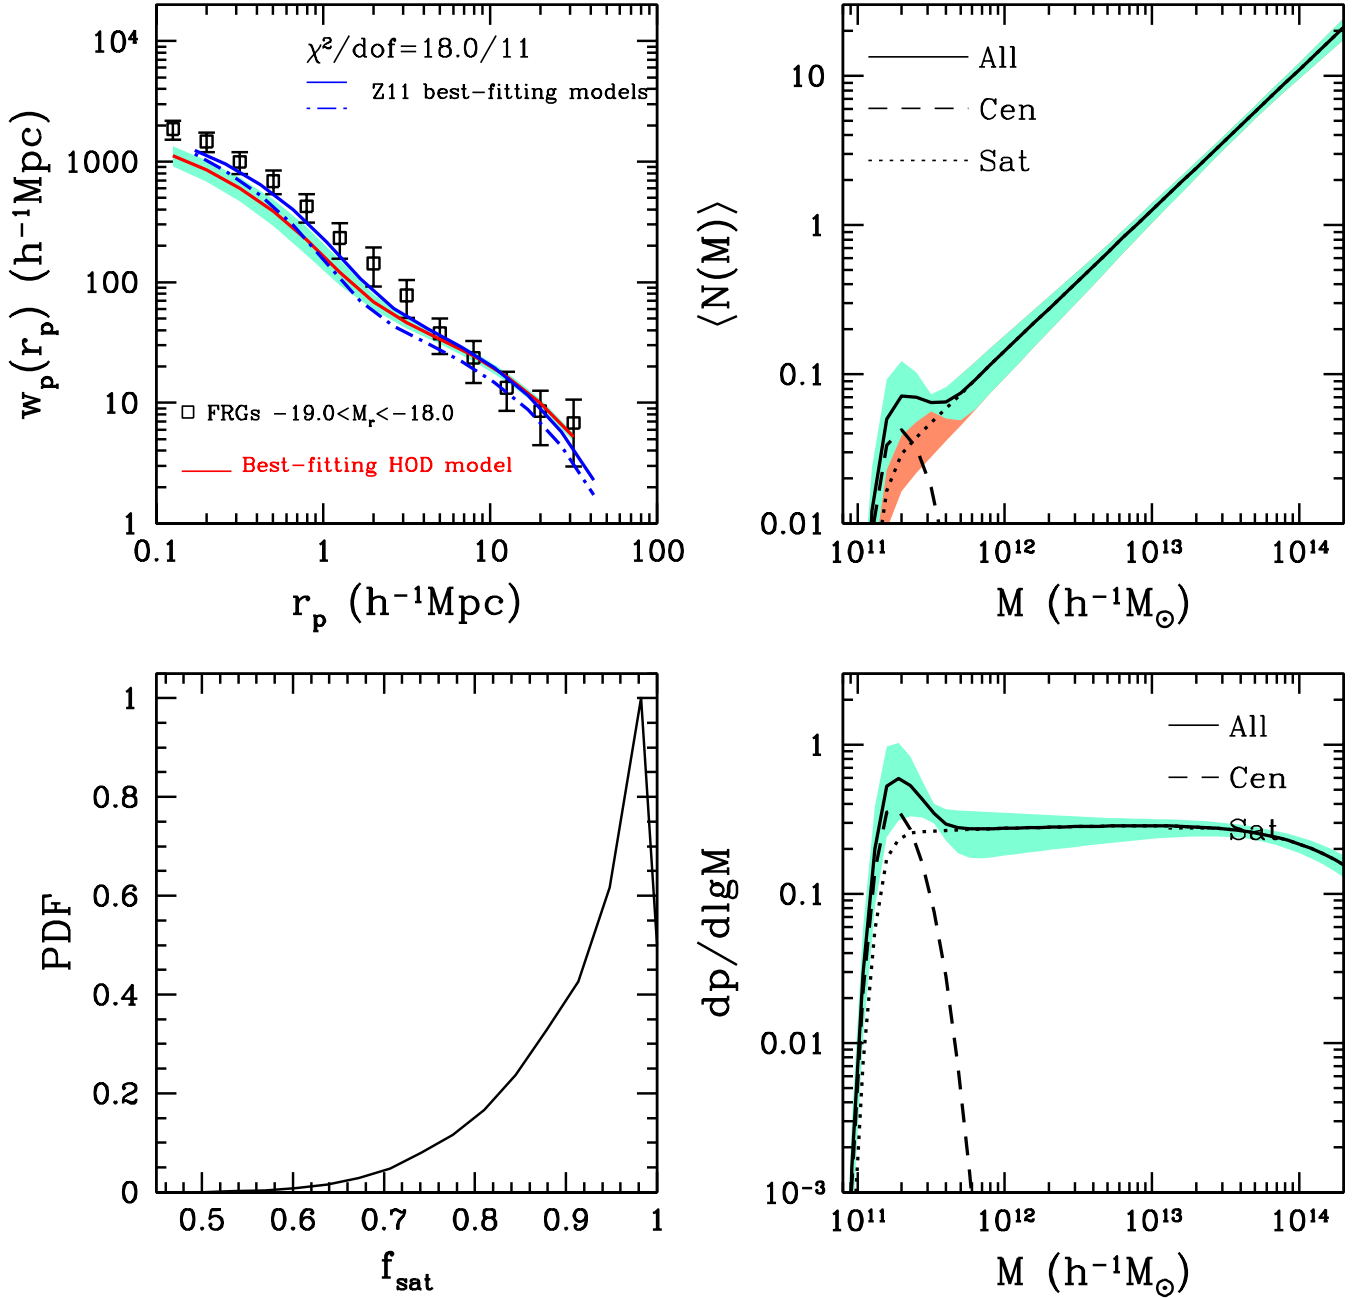 χ²/dof=18.0/11
Z11 best-fitting models
10⁴
1000
100
10
1
wₚ(rₚ) (h⁻¹Mpc)
FRGs -19.0<Mᵣ<-18.0
Best-fitting HOD model
0.1 1 10 100
rₚ (h⁻¹Mpc)
All
Cen
Sat
10
1
0.1
0.01
⟨N(M)⟩
10¹¹ 10¹² 10¹³ 10¹⁴
M (h⁻¹M☉)
1
0.8
0.6
0.4
0.2
0
PDF
0.5 0.6 0.7 0.8 0.9 1
f_sat
All
Cen
Sat
1
0.1
0.01
10⁻³
dp/dlgM
10¹¹ 10¹² 10¹³ 10¹⁴
M (h⁻¹M☉)